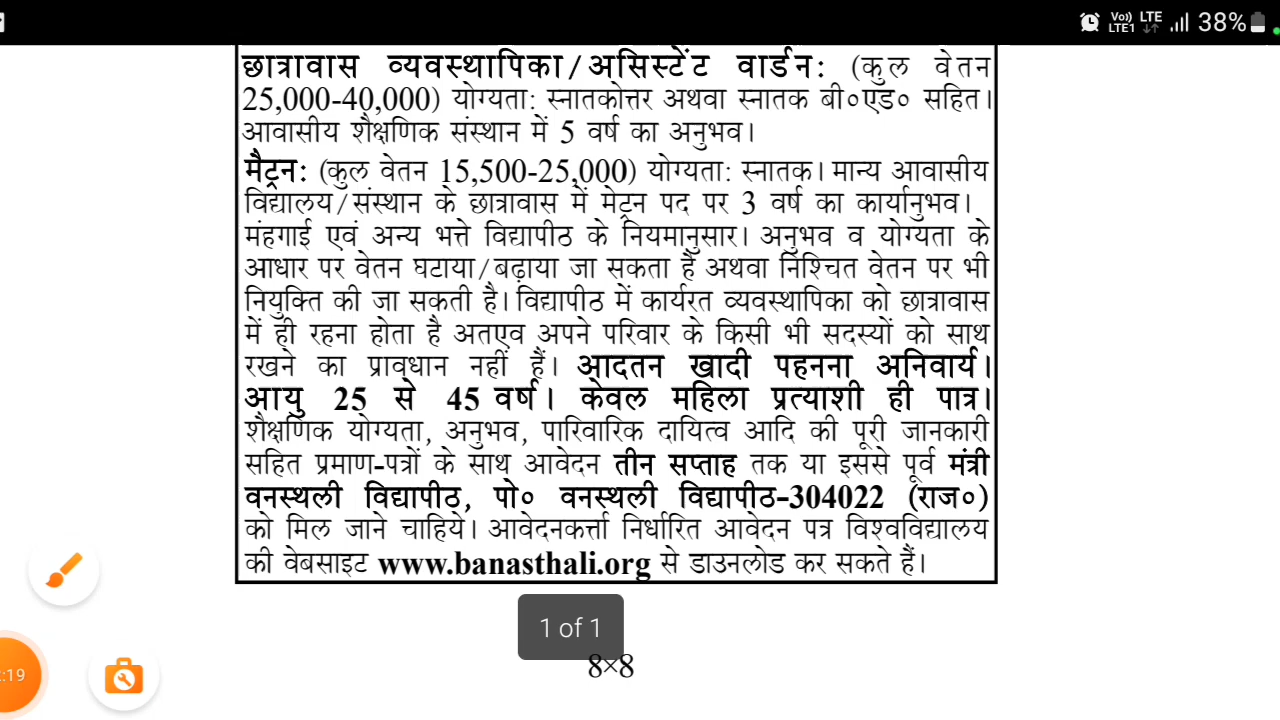 Vo)) LTE
LTE1
38%
छात्रावास व्यवस्थापिका/असिस्टेंट वार्डनः (कुल वेतन
25,000-40,000) योग्यताः स्नातकोत्तर अथवा स्नातक बी०एड० सहित।
आवासीय शैक्षणिक संस्थान में 5 वर्ष का अनुभव।
मैट्रनः (कुल वेतन 15,500-25,000) योग्यताः स्नातक। मान्य आवासीय
विद्यालय/संस्थान के छात्रावास में मेट्रन पद पर 3 वर्ष का कार्यानुभव।
मंहगाई एवं अन्य भत्ते विद्यापीठ के नियमानुसार। अनुभव व योग्यता के
आधार पर वेतन घटाया/बढ़ाया जा सकता है अथवा निश्चित वेतन पर भी
नियुक्ति की जा सकती है। विद्यापीठ में कार्यरत व्यवस्थापिका को छात्रावास
में ही रहना होता है अतएव अपने परिवार के किसी भी सदस्यों को साथ
रखने का प्रावधान नहीं हैं। आदतन खादी पहनना अनिवार्य।
आयु 25 से 45 वर्ष। केवल महिला प्रत्याशी ही पात्र।
शैक्षणिक योग्यता, अनुभव, पारिवारिक दायित्व आदि की पूरी जानकारी
सहित प्रमाण-पत्रों के साथ आवेदन तीन सप्ताह तक या इससे पूर्व मंत्री
वनस्थली विद्यापीठ, पो० वनस्थली विद्यापीठ-304022 (राज०)
को मिल जाने चाहिये। आवेदनकर्त्ता निर्धारित आवेदन पत्र विश्वविद्यालय
की वेबसाइट www.banasthali.org से डाउनलोड कर सकते हैं।
1 of 1
8×8
:19